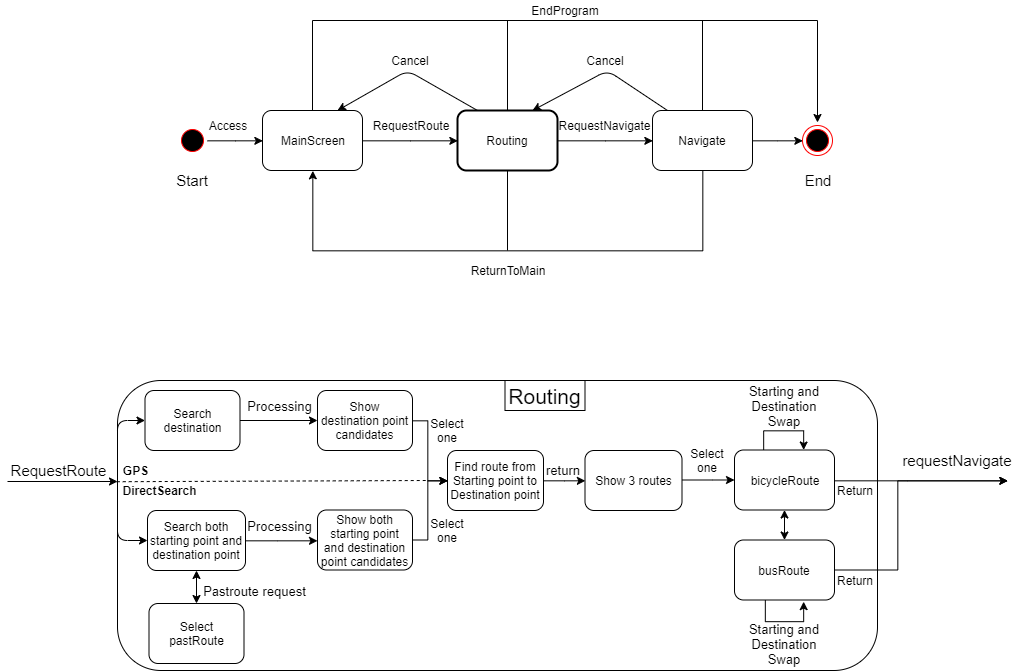 EndProgram
Cancel
Cancel
Access
RequestRoute
RequestNavigate
MainScreen
Routing
Navigate
Start
End
ReturnToMain
Routing
Search
destination
Processing
Show
destination point
candidates
Select
one
Starting and
Destination
Swap
RequestRoute
GPS
DirectSearch
Find route from
Starting point to
Destination point
return
Show 3 routes
Select
one
bicycleRoute
Return
requestNavigate
Search both
starting point and
destination point
Processing
Show both
starting point
and destination
point candidates
Select
one
busRoute
Return
Pastroute request
Select
pastRoute
Starting and
Destination
Swap